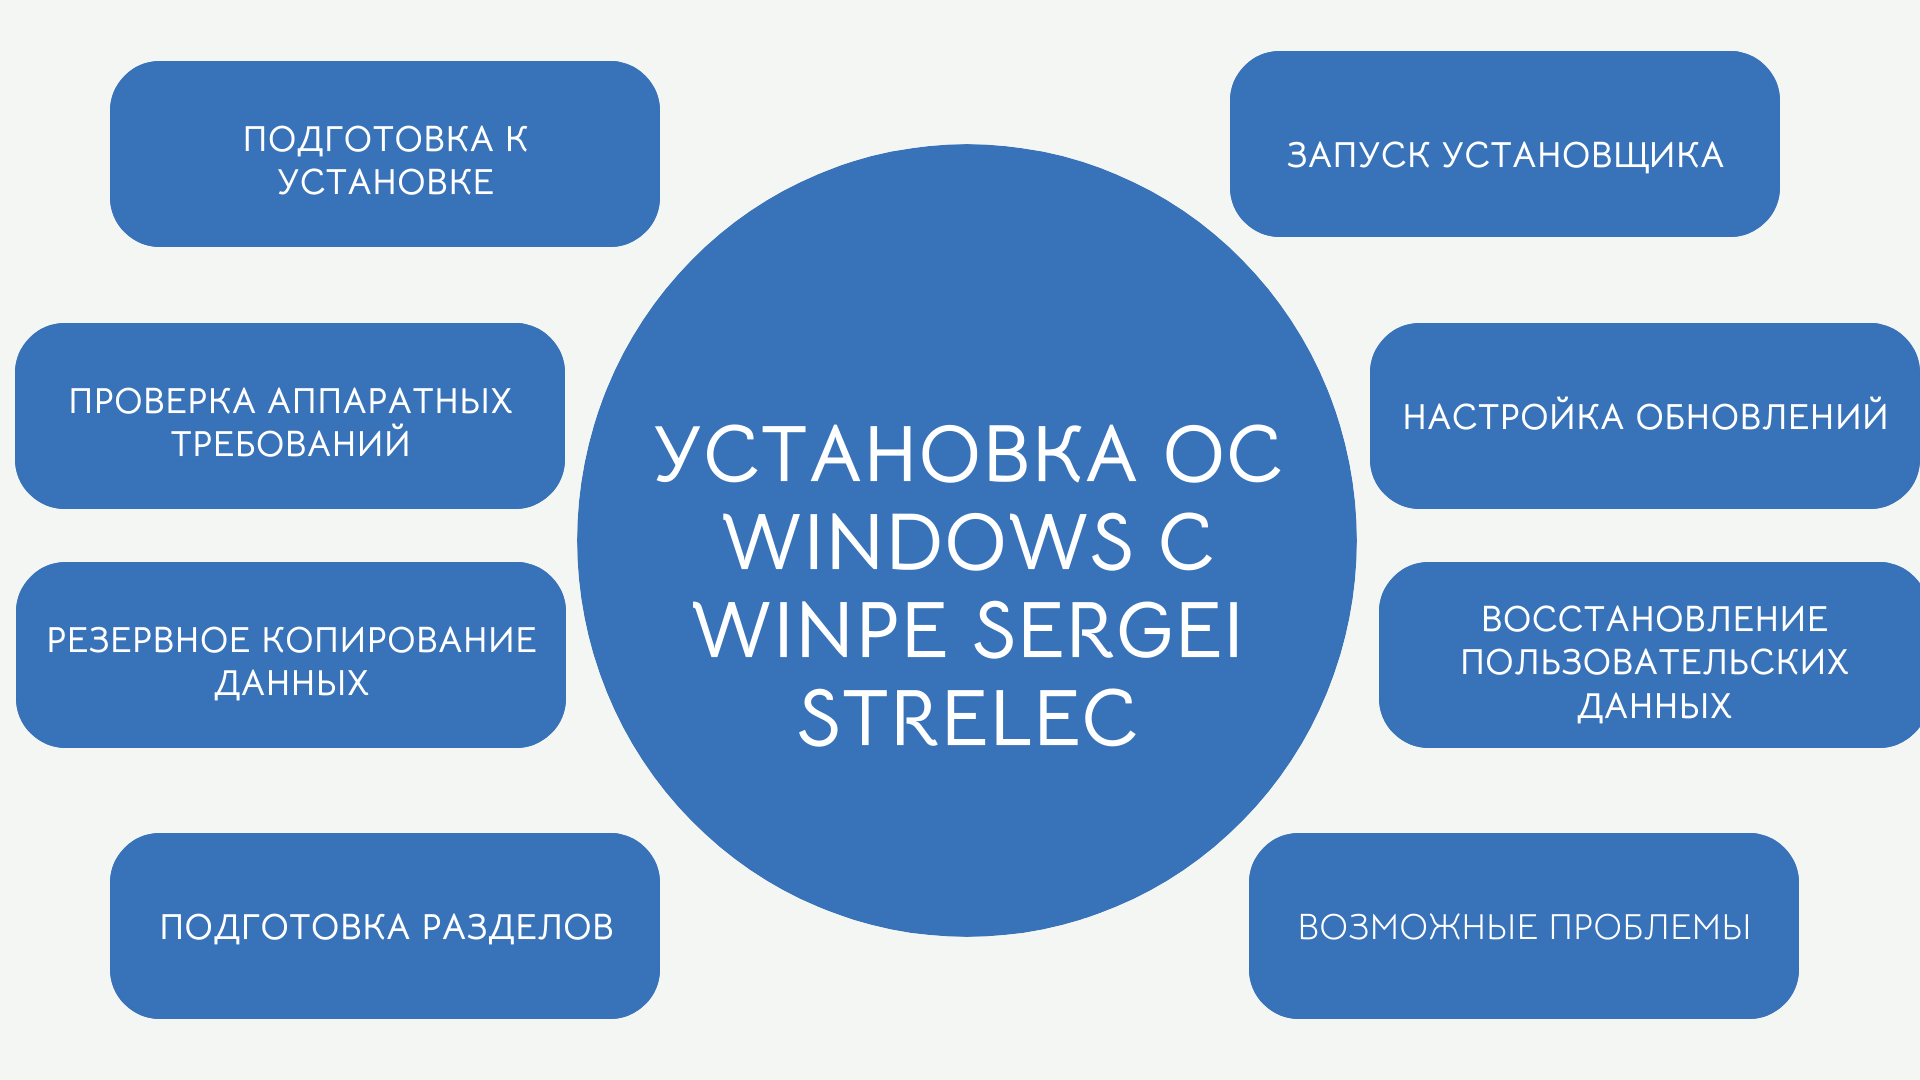 ПОДГОТОВКА К
УСТАНОВКЕ
ПРОВЕРКА АППАРАТНЫХ
ТРЕБОВАНИЙ
РЕЗЕРВНОЕ КОПИРОВАНИЕ
ДАННЫХ
ПОДГОТОВКА РАЗДЕЛОВ
УСТАНОВКА ОС
WINDOWS С
WINPE SERGEI
STRELEC
ЗАПУСК УСТАНОВЩИКА
НАСТРОЙКА ОБНОВЛЕНИЙ
ВОССТАНОВЛЕНИЕ
ПОЛЬЗОВАТЕЛЬСКИХ
ДАННЫХ
ВОЗМОЖНЫЕ ПРОБЛЕМЫ